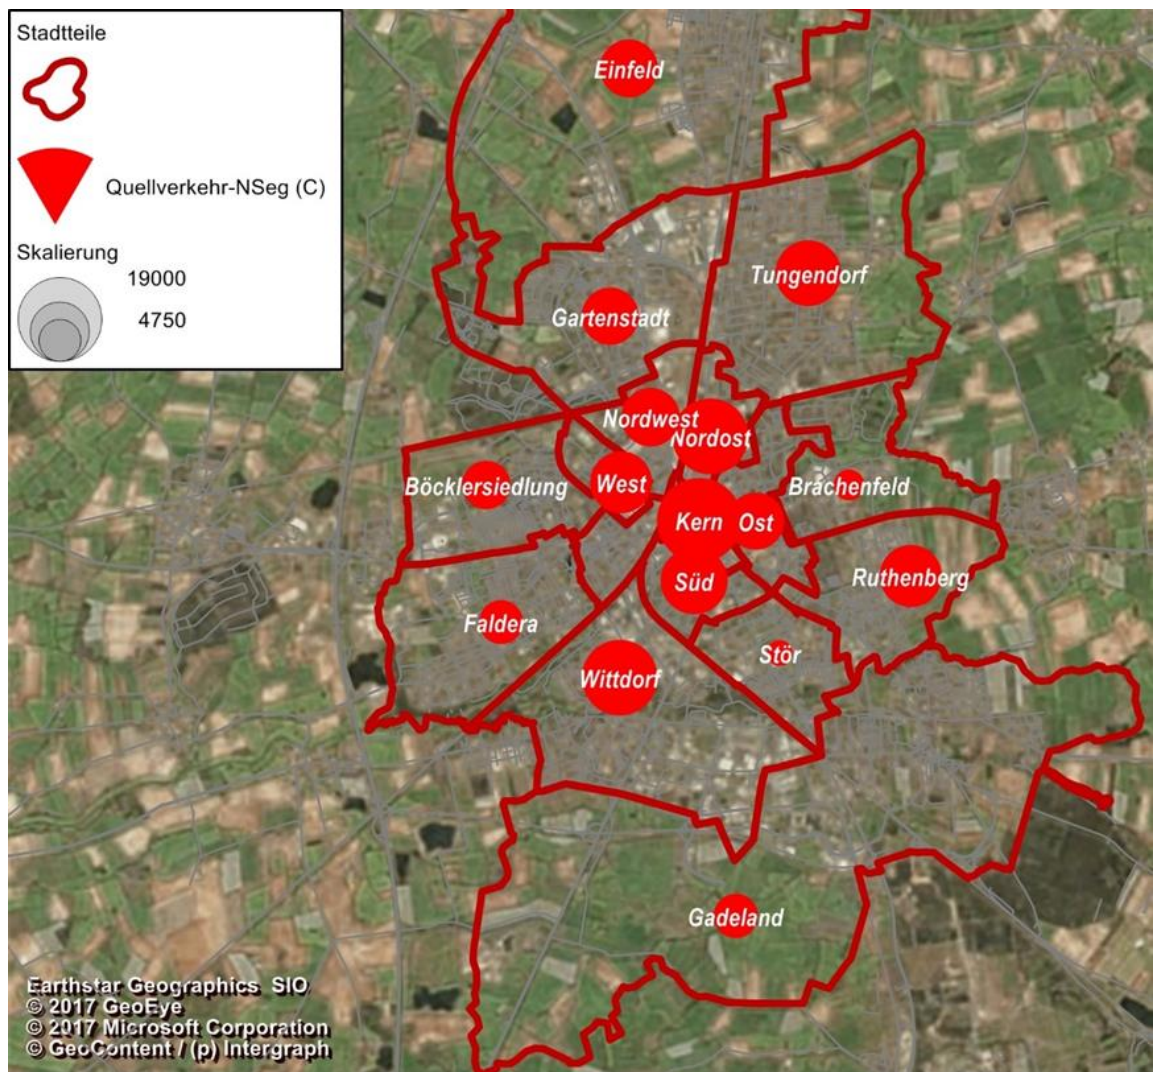 Stadtteile
Quellverkehr-NSeg (C)
Skalierung
19000
4750
Einfeld
Tungendorf
Gartenstadt
Nordwest
Nordost
Böcklersiedlung
West
Brachenfeld
Kern
Ost
Süd
Ruthenberg
Faldera
Stör
Wittdorf
Gadeland
Earthstar Geographics SIO
© 2017 GeoEye
© 2017 Microsoft Corporation
© GeoContent / (p) Intergraph